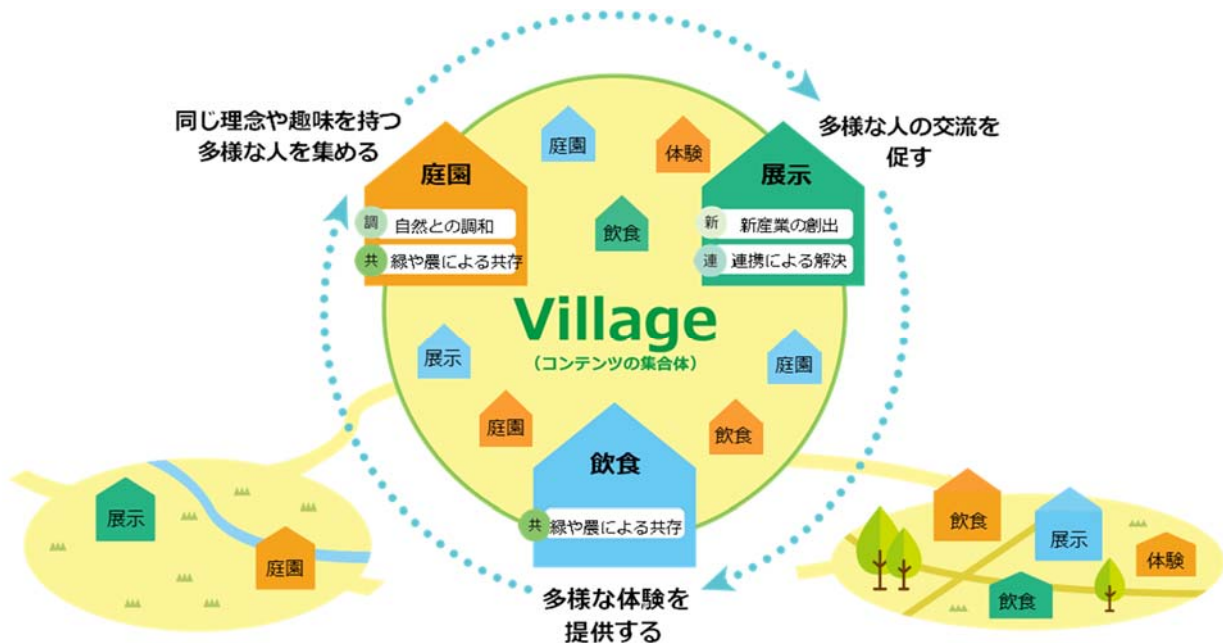 同じ理念や趣味を持つ
多様な人を集める
多様な人の交流を
促す
庭園
調 自然との調和
共 緑や農による共存
庭園
体験
飲食
展示
新 新産業の創出
連 連携による解決
Village
(コンテンツの集合体)
展示
庭園
庭園
飲食
飲食
共 緑や農による共存
多様な体験を
提供する
展示
庭園
飲食
展示
体験
飲食